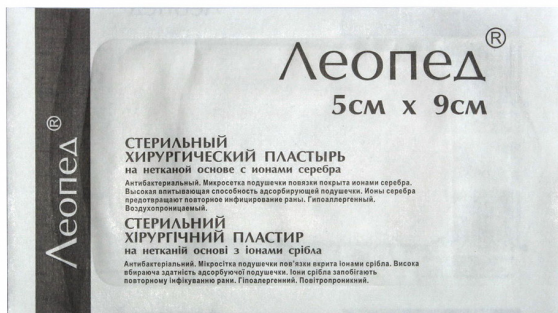 Леопед®
Леопед®
5см x 9см
СТЕРИЛЬНЫЙ
ХИРУРГИЧЕСКИЙ ПЛАСТЫРЬ
на нетканой основе с ионами серебра
Антибактериальный. Микросетка подушечки повязки покрыта ионами серебра.
Высокая впитывающая способность адсорбирующей подушечки. Ионы серебра
предотвращают повторное инфицирование раны. Гипоаллергенный.
Воздухопроницаемый.
СТЕРИЛЬНИЙ
ХІРУРГІЧНИЙ ПЛАСТИР
на нетканій основі з іонами срібла
Антибактеріальний. Мікросітка подушечки пов'язки вкрита іонами срібла. Висока
вбираюча здатність адсорбуючої подушечки. Іони срібла запобігають
повторному інфікуванню рани. Гіпоалергенний. Повітропроникний.